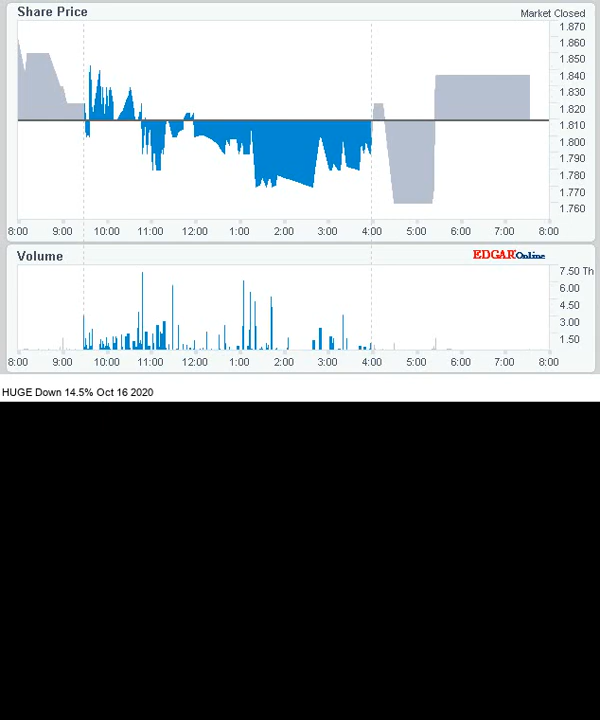 Share Price
Market Closed
1.870
1.860
1.850
1.840
1.830
1.820
1.810
1.800
1.790
1.780
1.770
1.760
8:00 9:00 10:00 11:00 12:00 1:00 2:00 3:00 4:00 5:00 6:00 7:00 8:00
Volume
EDGAR Online
7.50 Th
6.00
4.50
3.00
1.50
8:00 9:00 10:00 11:00 12:00 1:00 2:00 3:00 4:00 5:00 6:00 7:00 8:00
HUGE Down 14.5% Oct 16 2020